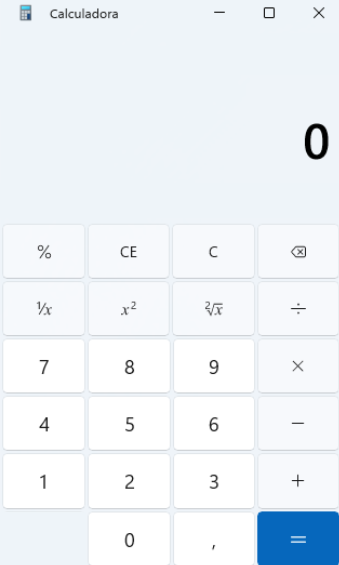 Calculadora
0
% CE C ⌫
¹/x x² ²√x ÷
7 8 9 ×
4 5 6 −
1 2 3 +
0 , =